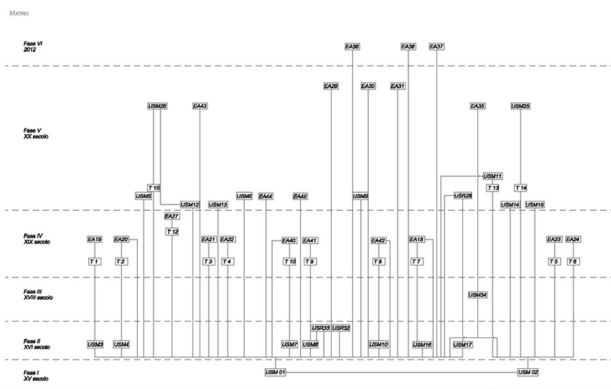 MATRIX
Fase VI
2012
EA36 EA38 EA37
EA29 EA30 EA31
Fase V
XX secolo
USM26 EA43 EA35 USM25
USM11
T 15 T 13 T 14
USM5 USM6 EA44 EA45 USM9 USR28
USM12 USM13 USM14 USM19
EA27
T 12
Fase IV
XIX secolo
EA19 EA20 EA21 EA22 EA40 EA41 EA42 EA18 EA23 EA24
T 1 T 2 T 3 T 4 T 10 T 9 T 8 T 7 T 5 T 6
Fase III
XVIII secolo
USM34
USR33 USR32
Fase II
XVI secolo
USM3 USM4 USM7 USM8 USM10 USM16 USM17
Fase I
XV secolo
USM 01 USM 02